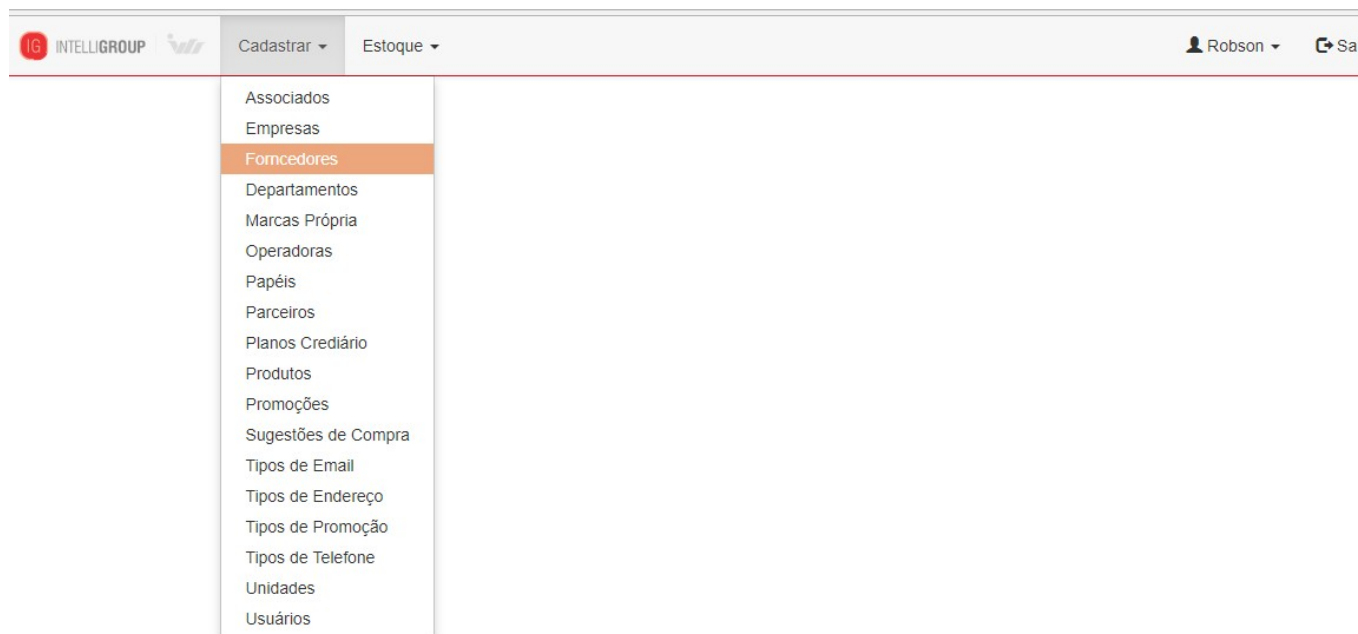 IG INTELLIGROUP Cadastrar Estoque Robson Sa
Associados
Empresas
Forncedores
Departamentos
Marcas Própria
Operadoras
Papéis
Parceiros
Planos Crediário
Produtos
Promoções
Sugestões de Compra
Tipos de Email
Tipos de Endereço
Tipos de Promoção
Tipos de Telefone
Unidades
Usuários